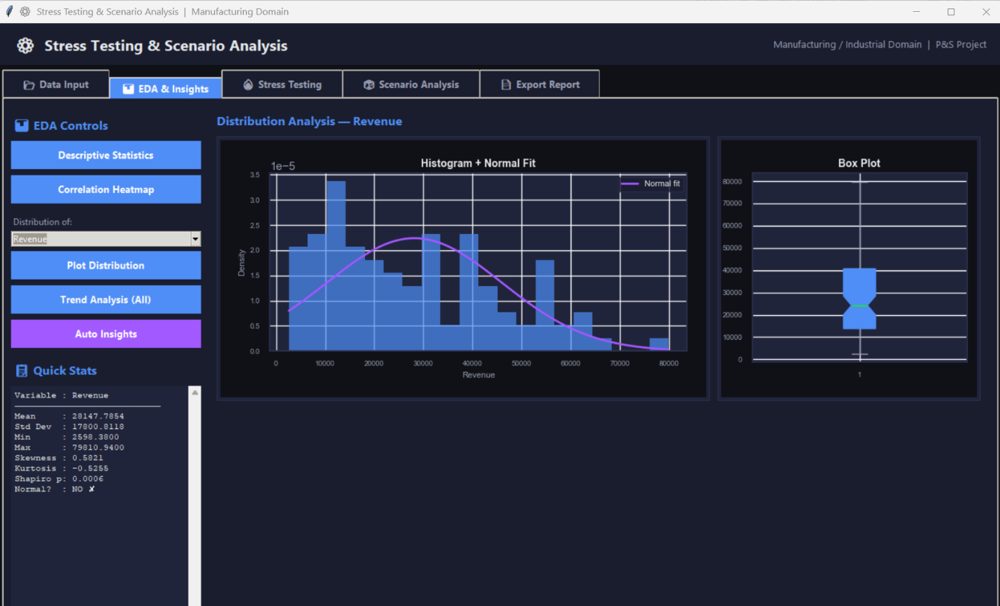 Stress Testing & Scenario Analysis | Manufacturing Domain
Stress Testing & Scenario Analysis
Manufacturing / Industrial Domain | P&S Project
Data Input
EDA & Insights
Stress Testing
Scenario Analysis
Export Report
EDA Controls
Descriptive Statistics
Correlation Heatmap
Distribution of:
Revenue
Plot Distribution
Trend Analysis (All)
Auto Insights
Quick Stats
Variable : Revenue
Mean : 28147.7854
Std Dev : 17800.8118
Min : 2598.3800
Max : 79810.9400
Skewness : 0.5821
Kurtosis : -0.5255
Shapiro p: 0.0006
Normal? : NO ✗
Distribution Analysis — Revenue
Histogram + Normal Fit
1e−5
Normal fit
3.5
3.0
2.5
2.0
1.5
1.0
0.5
0.0
Density
0 10000 20000 30000 40000 50000 60000 70000 80000
Revenue
Box Plot
80000
70000
60000
50000
40000
30000
20000
10000
0
1